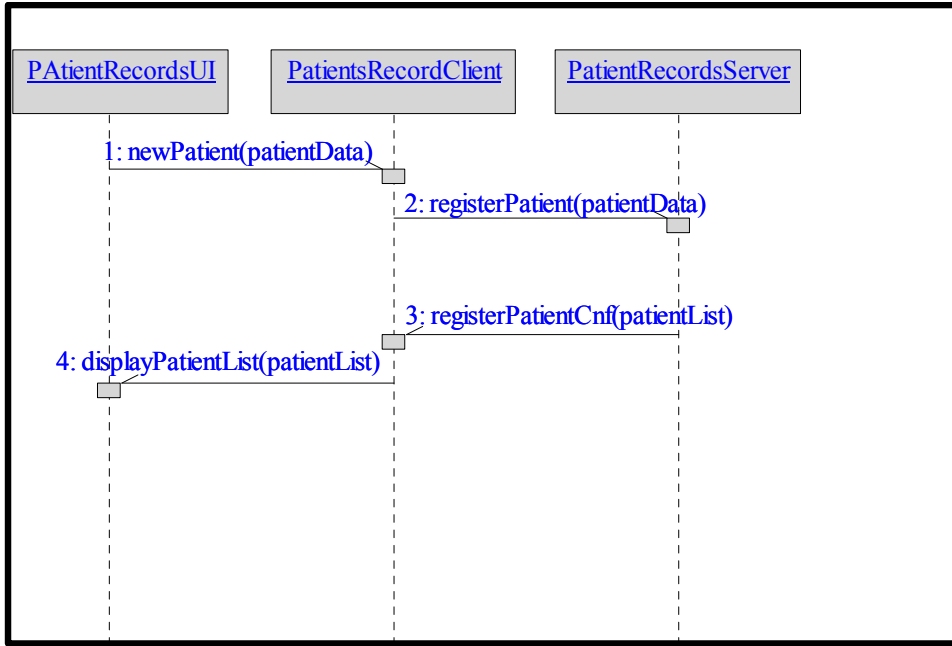 PAtientRecordsUI
PatientsRecordClient
PatientRecordsServer
1: newPatient(patientData)
2: registerPatient(patientData)
3: registerPatientCnf(patientList)
4: displayPatientList(patientList)